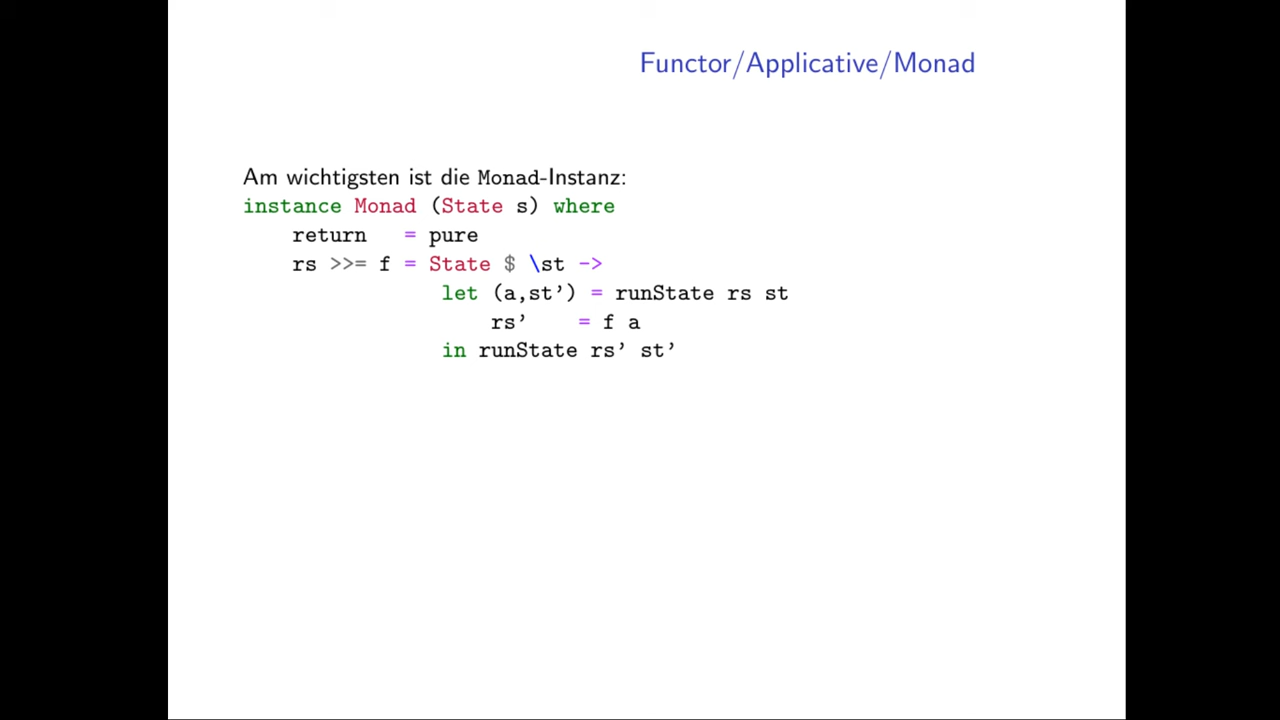 Functor/Applicative/Monad
Am wichtigsten ist die Monad-Instanz:
instance Monad (State s) where
    return   = pure
    rs >>= f = State $ \st ->
                let (a,st’) = runState rs st
                    rs’    = f a
                in runState rs’ st’